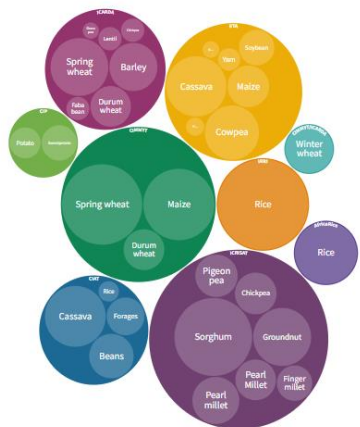 ICARDA
Lentil
Spring
wheat
Barley
Faba
bean
Durum
wheat
IITA
Soybean
Yam
Cassava
Maize
Cowpea
CIP
Potato
Sweetpotato
CIMMYT
Spring wheat
Maize
Durum
wheat
CIMMYT/ICARDA
Winter
wheat
IRRI
Rice
AfricaRice
Rice
CIAT
Rice
Cassava
Forages
Beans
ICRISAT
Pigeon
pea
Chickpea
Sorghum
Groundnut
Pearl
Millet
Finger
millet
Pearl
millet